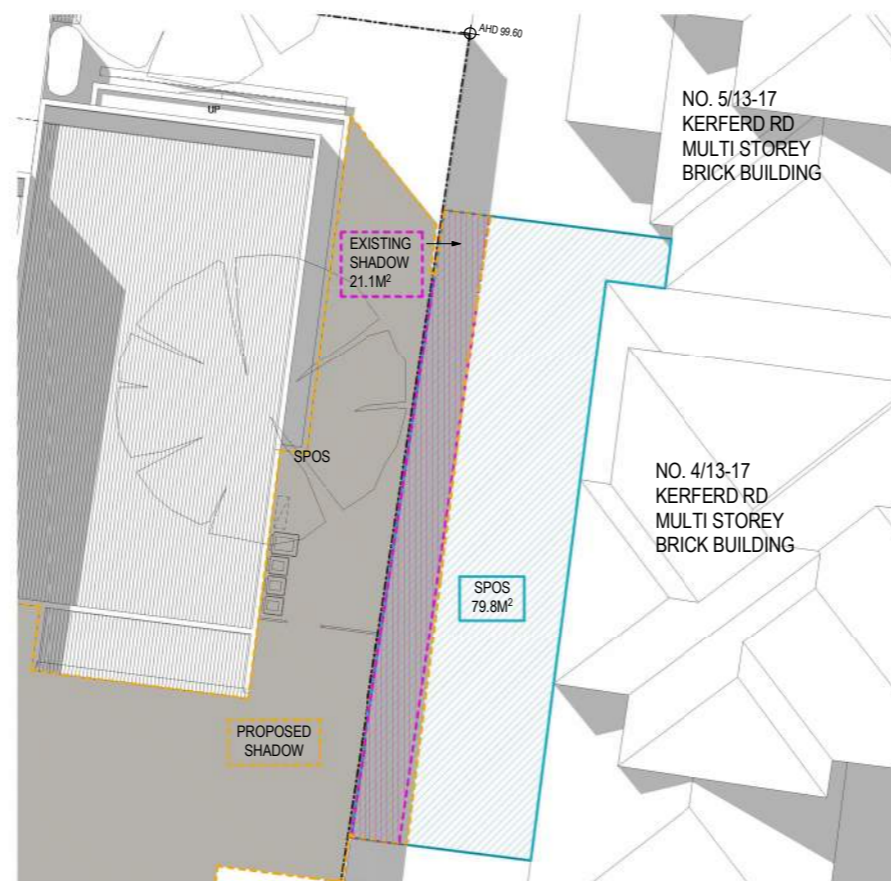 AHD 99.60
UP
NO. 5/13-17
KERFERD RD
MULTI STOREY
BRICK BUILDING
EXISTING
SHADOW
21.1M²
SPOS
NO. 4/13-17
KERFERD RD
MULTI STOREY
BRICK BUILDING
SPOS
79.8M²
PROPOSED
SHADOW